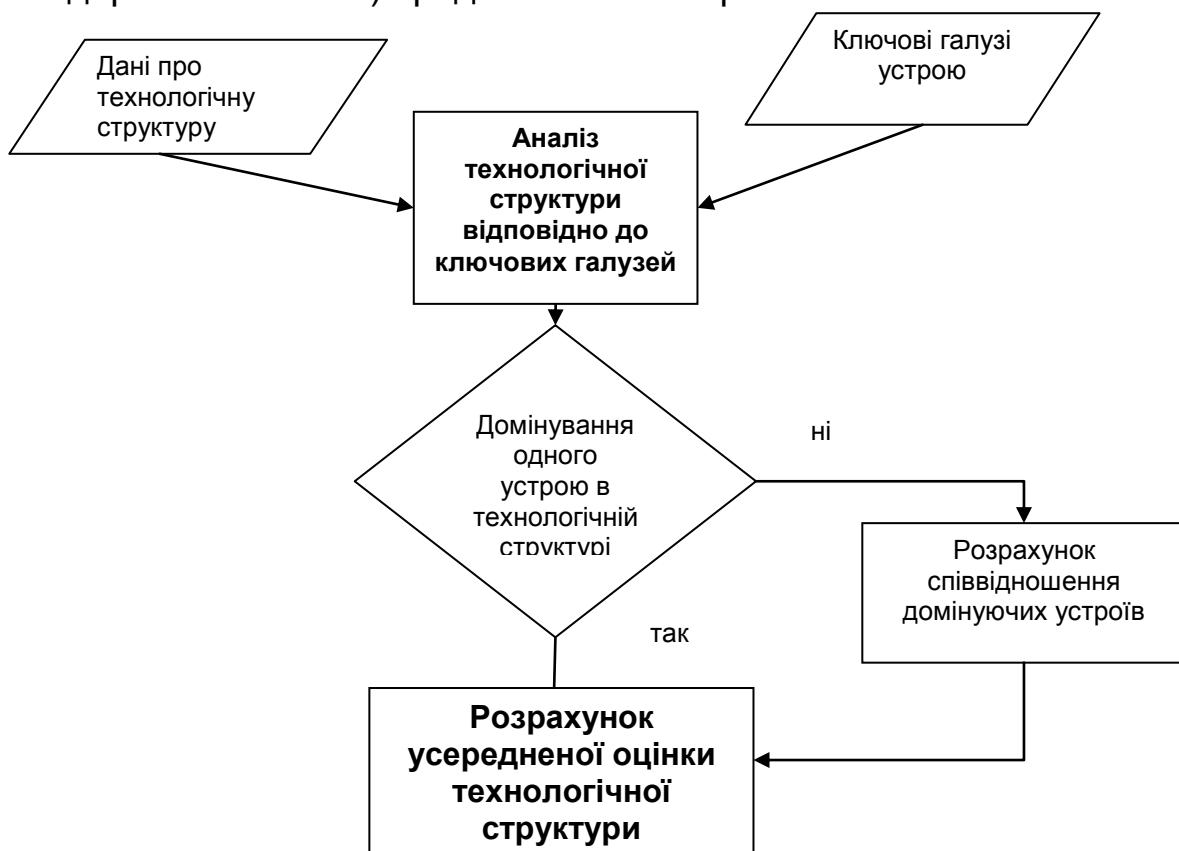 Дані про
технологічну
структуру
Ключові галузі
устрою
Аналіз
технологічної
структури
відповідно до
ключових галузей
Домінування
одного
устрою в
технологічній
структурі
ні
Розрахунок
співвідношення
домінуючих устроїв
так
Розрахунок
усередненої оцінки
технологічної
структури